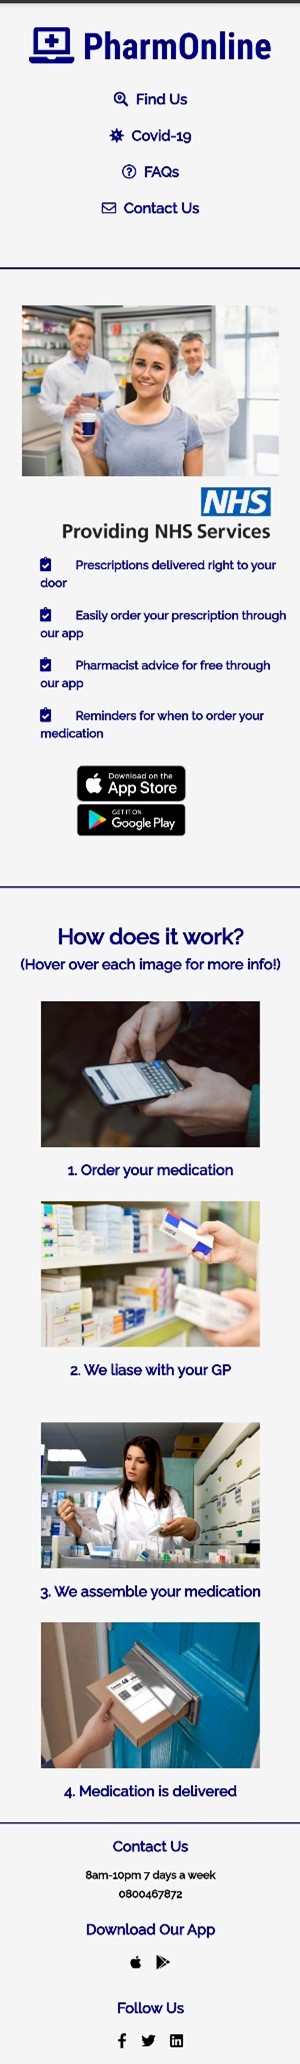 PharmOnline
Find Us
Covid-19
FAQs
Contact Us
NHS
Providing NHS Services
Prescriptions delivered right to your
door
Easily order your prescription through
our app
Pharmacist advice for free through
our app
Reminders for when to order your
medication
Download on the
App Store
GET IT ON
Google Play
How does it work?
(Hover over each image for more info!)
1. Order your medication
2. We liase with your GP
3. We assemble your medication
4. Medication is delivered
Contact Us
8am-10pm 7 days a week
0800467872
Download Our App
Follow Us